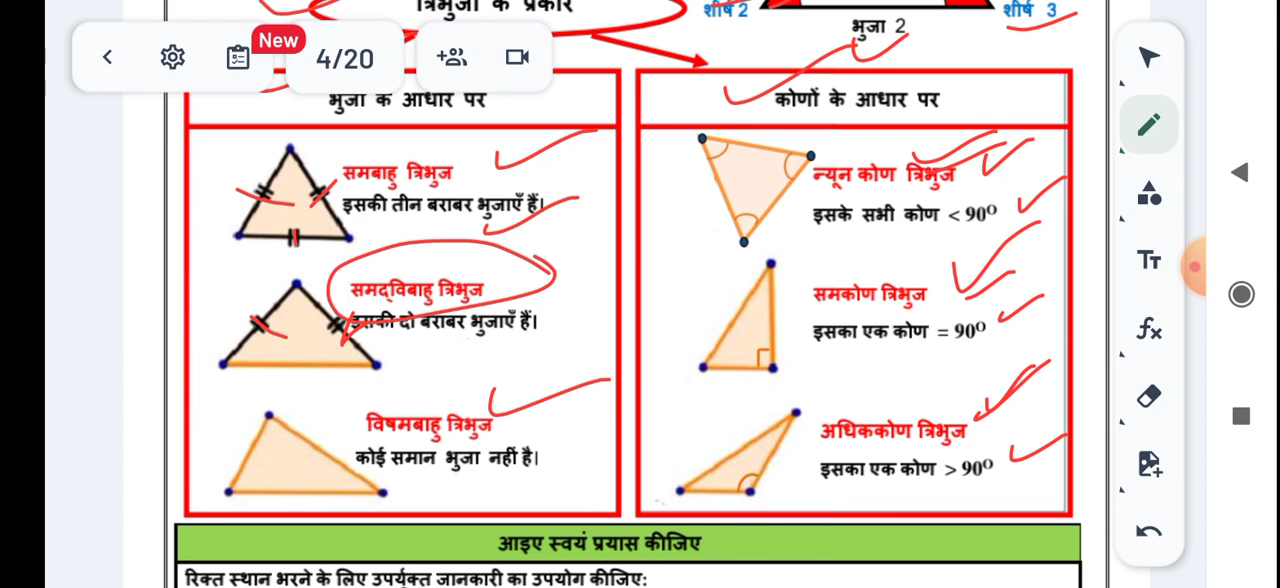 त्रिभुजों के प्रकार
शीर्ष 2
शीर्ष 3
भुजा 2
New
4/20
भुजा के आधार पर
समबाहु त्रिभुज
इसकी तीन बराबर भुजाएँ हैं।
समद्विबाहु त्रिभुज
इसकी दो बराबर भुजाएँ हैं।
विषमबाहु त्रिभुज
कोई समान भुजा नहीं है।
कोणों के आधार पर
न्यून कोण त्रिभुज
इसके सभी कोण < 90⁰
समकोण त्रिभुज
इसका एक कोण = 90⁰
अधिककोण त्रिभुज
इसका एक कोण > 90⁰
आइए स्वयं प्रयास कीजिए
रिक्त स्थान भरने के लिए उपर्युक्त जानकारी का उपयोग कीजिए:
Tт
fx